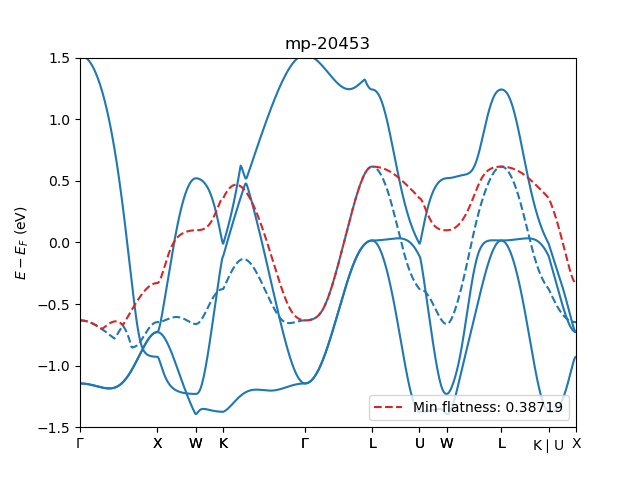 mp-20453
E − E_F (eV)
1.5
1.0
0.5
0.0
−0.5
−1.0
−1.5
Min flatness: 0.38719
Γ X W K Γ L U W L K | U X